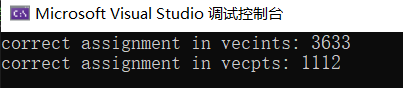 Microsoft Visual Studio 调试控制台
correct assignment in vecints: 3633
correct assignment in vecpts: 1112